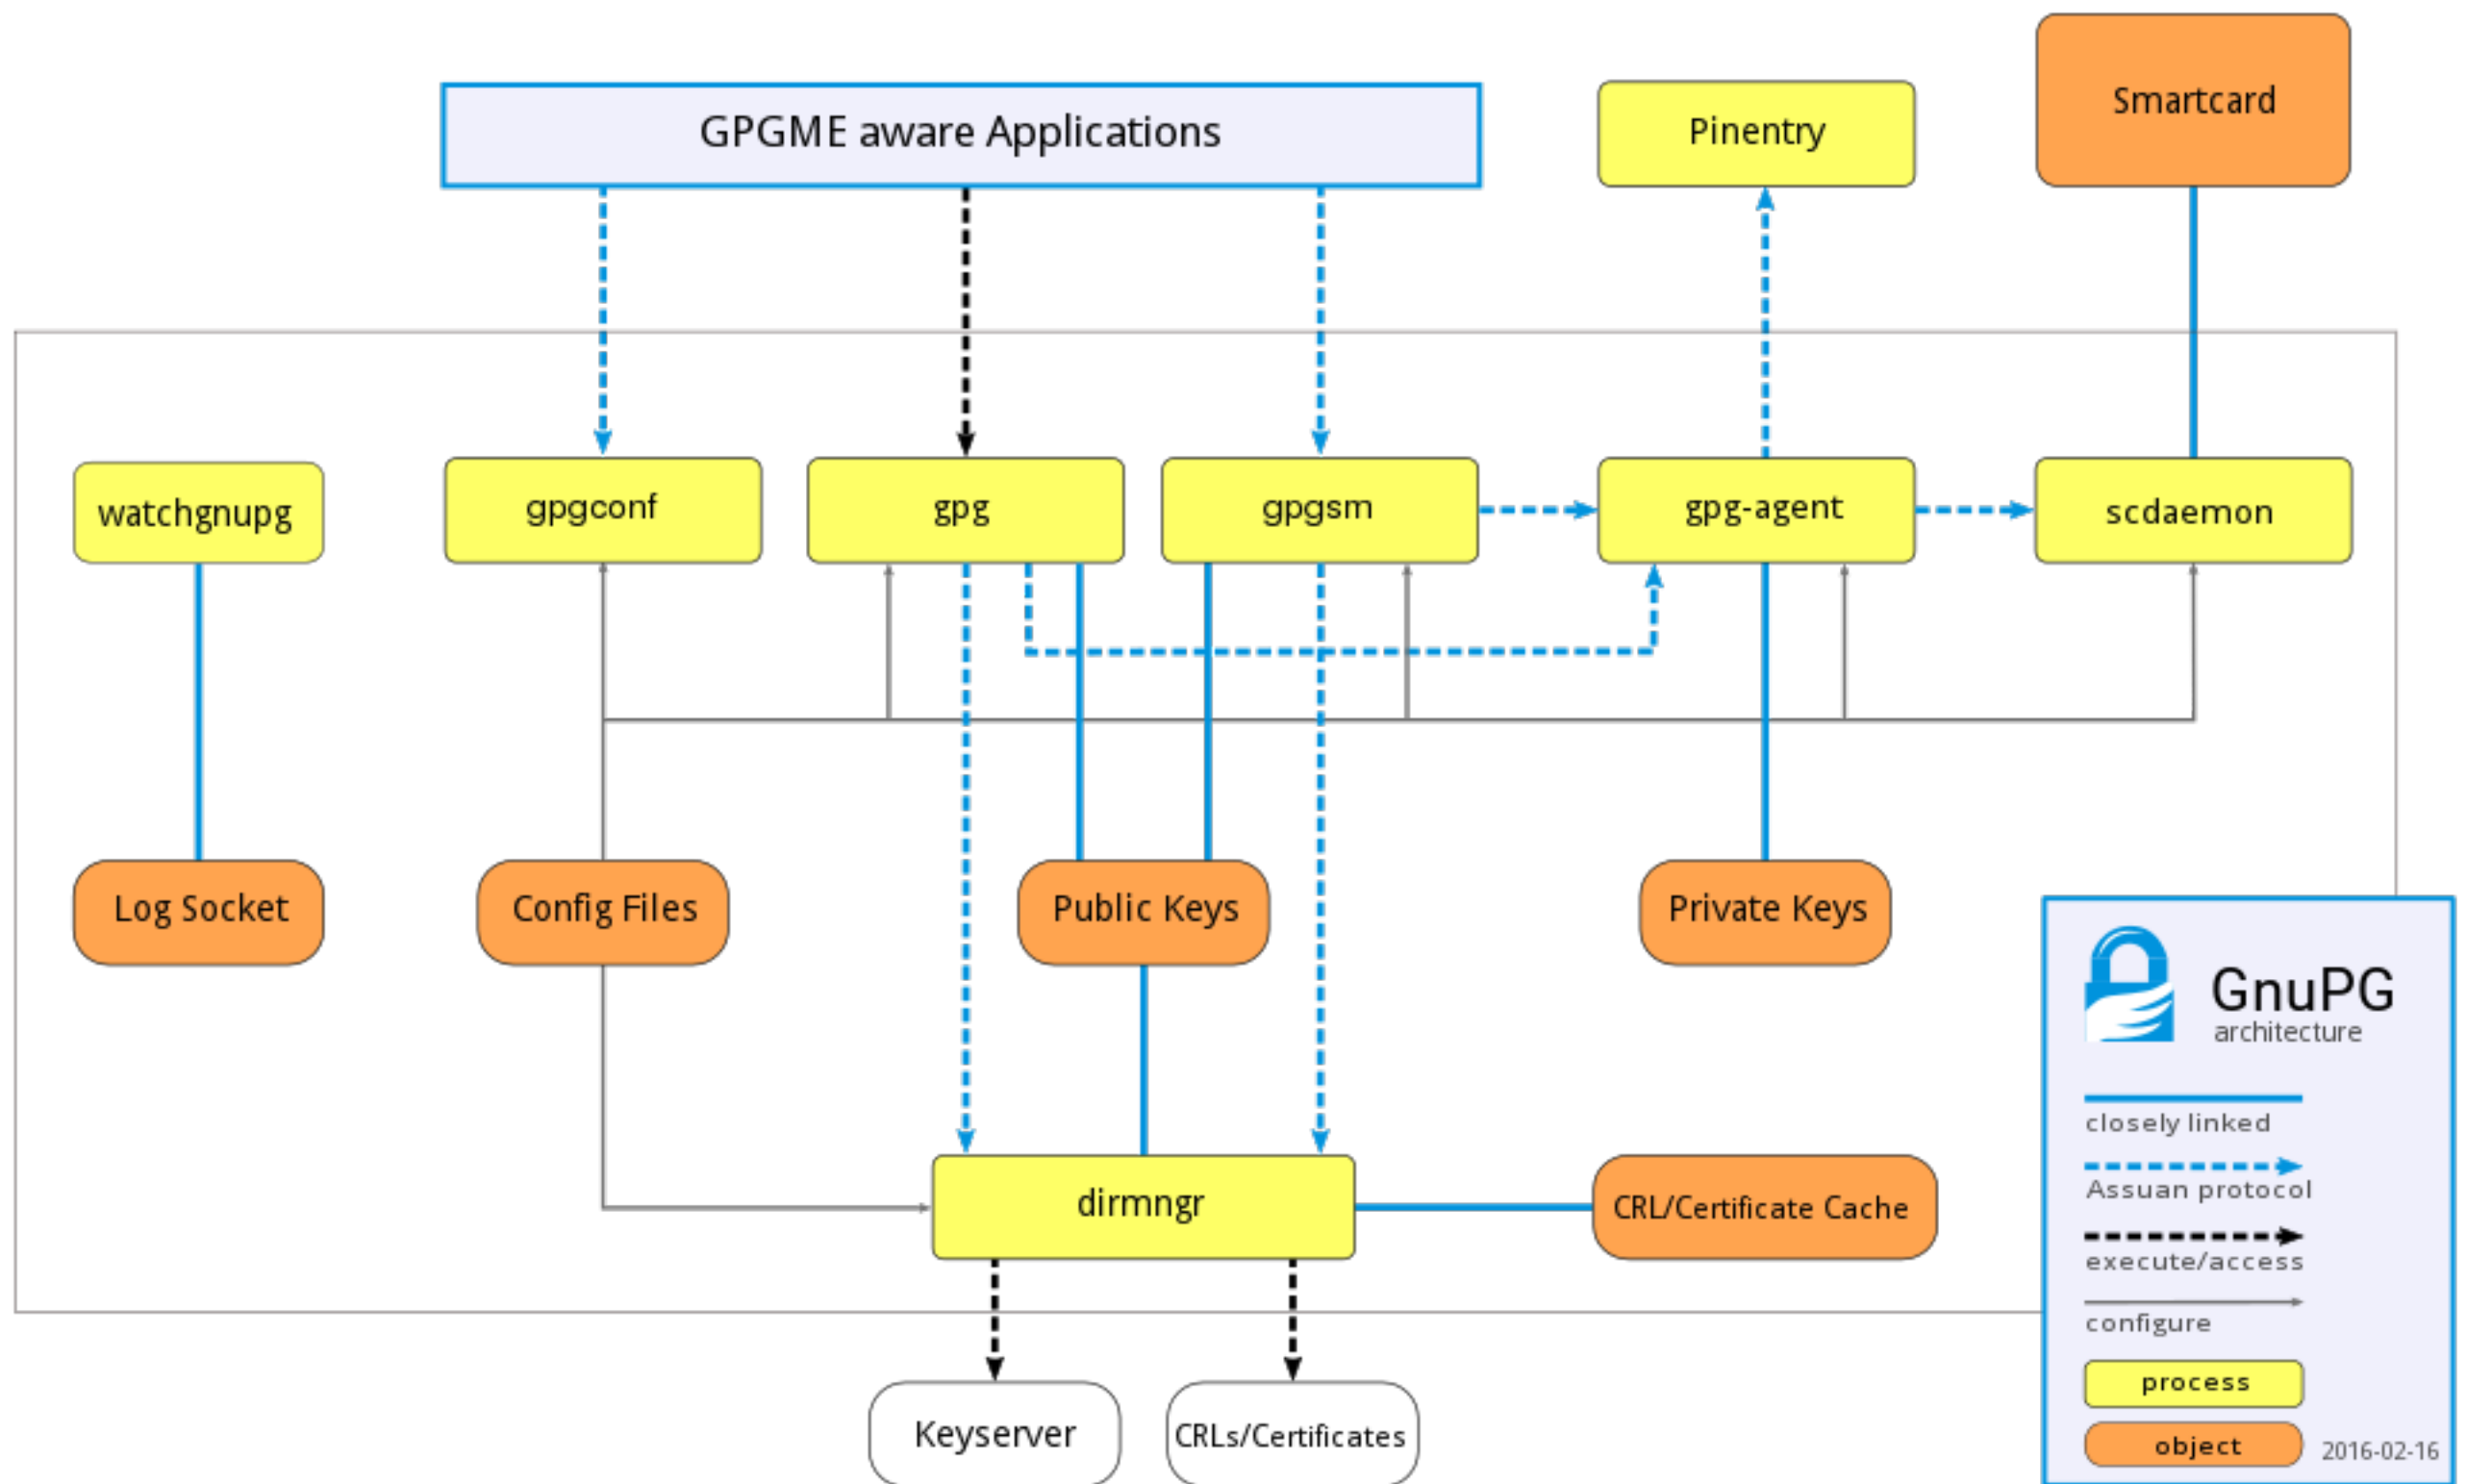 Smartcard
GPGME aware Applications
Pinentry
watchgnupg
gpgconf
gpg
gpgsm
gpg-agent
scdaemon
Log Socket
Config Files
Public Keys
Private Keys
dirmngr
CRL/Certificate Cache
Keyserver
CRLs/Certificates
GnuPG
architecture
closely linked
Assuan protocol
execute/access
configure
process
object
2016-02-16